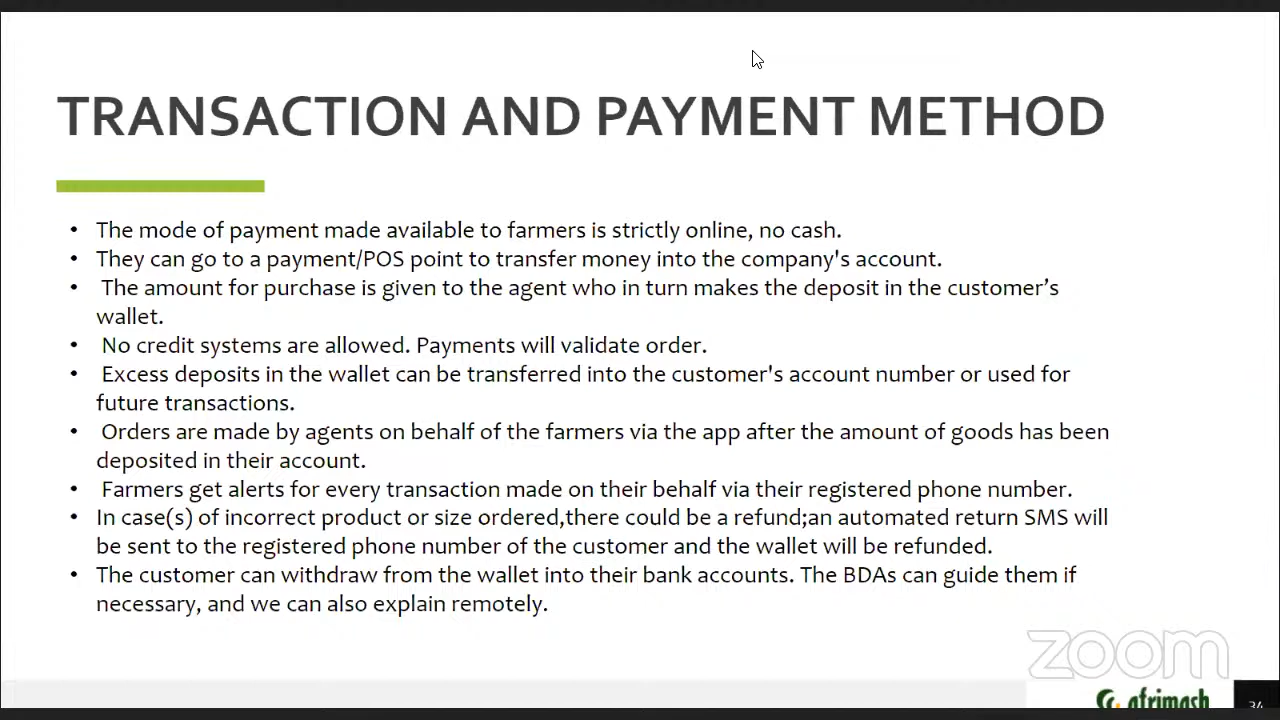 TRANSACTION AND PAYMENT METHOD
• The mode of payment made available to farmers is strictly online, no cash.
• They can go to a payment/POS point to transfer money into the company's account.
• The amount for purchase is given to the agent who in turn makes the deposit in the customer’s
wallet.
• No credit systems are allowed. Payments will validate order.
• Excess deposits in the wallet can be transferred into the customer's account number or used for
future transactions.
• Orders are made by agents on behalf of the farmers via the app after the amount of goods has been
deposited in their account.
• Farmers get alerts for every transaction made on their behalf via their registered phone number.
• In case(s) of incorrect product or size ordered,there could be a refund;an automated return SMS will
be sent to the registered phone number of the customer and the wallet will be refunded.
• The customer can withdraw from the wallet into their bank accounts. The BDAs can guide them if
necessary, and we can also explain remotely.
zoom
afrimash
34